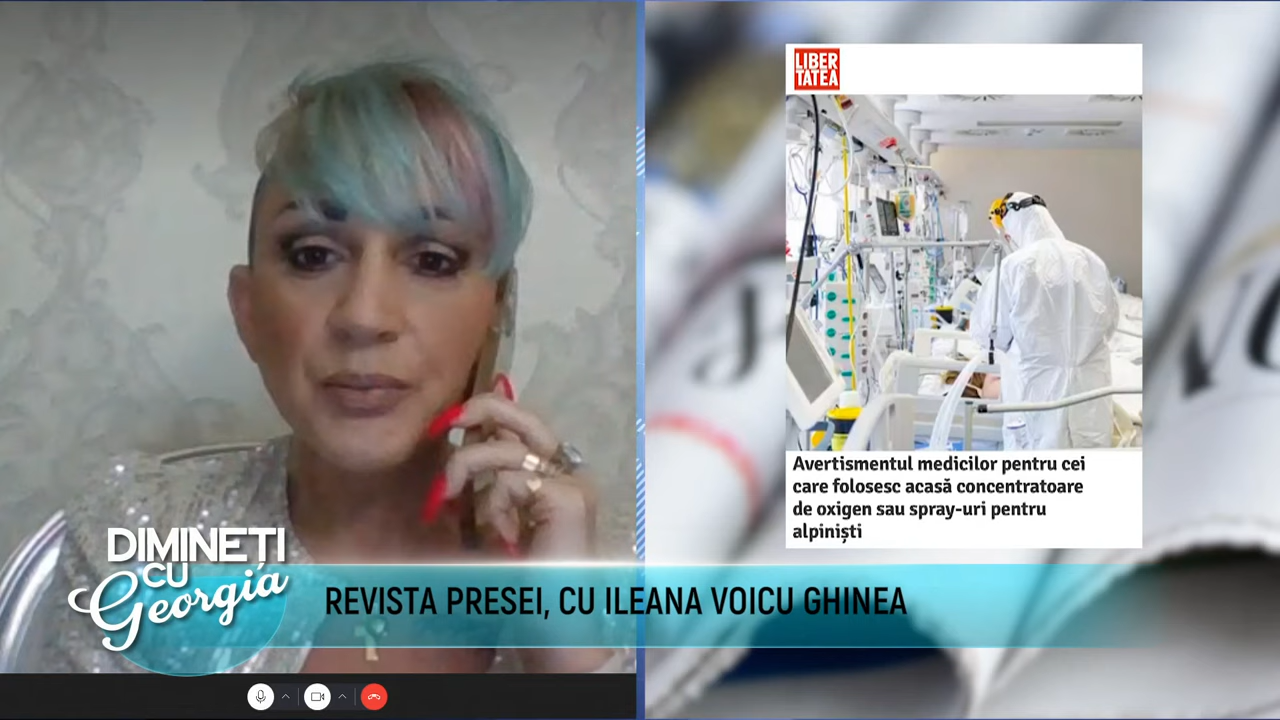 LIBER
TATEA
Avertismentul medicilor pentru cei
care folosesc acasă concentratoare
de oxigen sau spray-uri pentru
alpiniști
DIMINEȚI
CU
Georgia
REVISTA PRESEI, CU ILEANA VOICU GHINEA